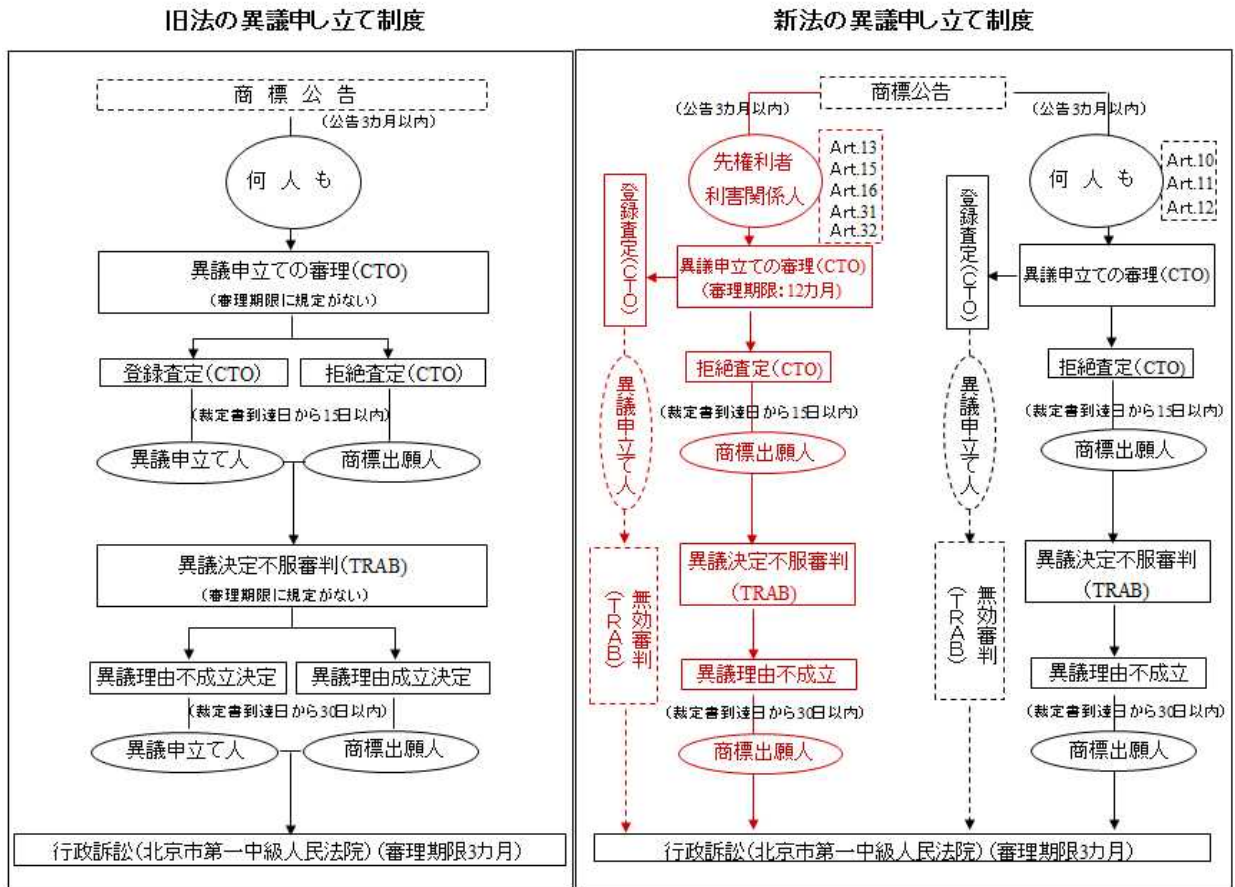 旧法の異議申し立て制度
商標公告
(公告3カ月以内)
何人も
異議申立ての審理(CTO)
(審理期限に規定がない)
登録査定(CTO)
拒絶査定(CTO)
(裁定書到達日から15日以内)
異議申立て人
商標出願人
異議決定不服審判(TRAB)
(審理期限に規定がない)
異議理由不成立決定
異議理由成立決定
(裁定書到達日から30日以内)
異議申立て人
商標出願人
行政訴訟(北京市第一中級人民法院)(審理期限3カ月)
新法の異議申し立て制度
商標公告
(公告3カ月以内)
(公告3カ月以内)
先権利者
利害関係人
Art.13
Art.15
Art.16
Art.31
Art.32
登録査定(CTO)
異議申立ての審理(CTO)
(審理期限:12カ月)
拒絶査定(CTO)
異議申立て人
(裁定書到達日から15日以内)
商標出願人
無効審判
(TRAB)
異議決定不服審判
(TRAB)
異議理由不成立
(裁定書到達日から30日以内)
商標出願人
何人も
Art.10
Art.11
Art.12
登録査定(CTO)
異議申立ての審理(CTO)
拒絶査定(CTO)
異議申立て人
(裁定書到達日から15日以内)
商標出願人
無効審判
(TRAB)
異議決定不服審判
(TRAB)
異議理由不成立
(裁定書到達日から30日以内)
商標出願人
行政訴訟(北京市第一中級人民法院)(審理期限3カ月)